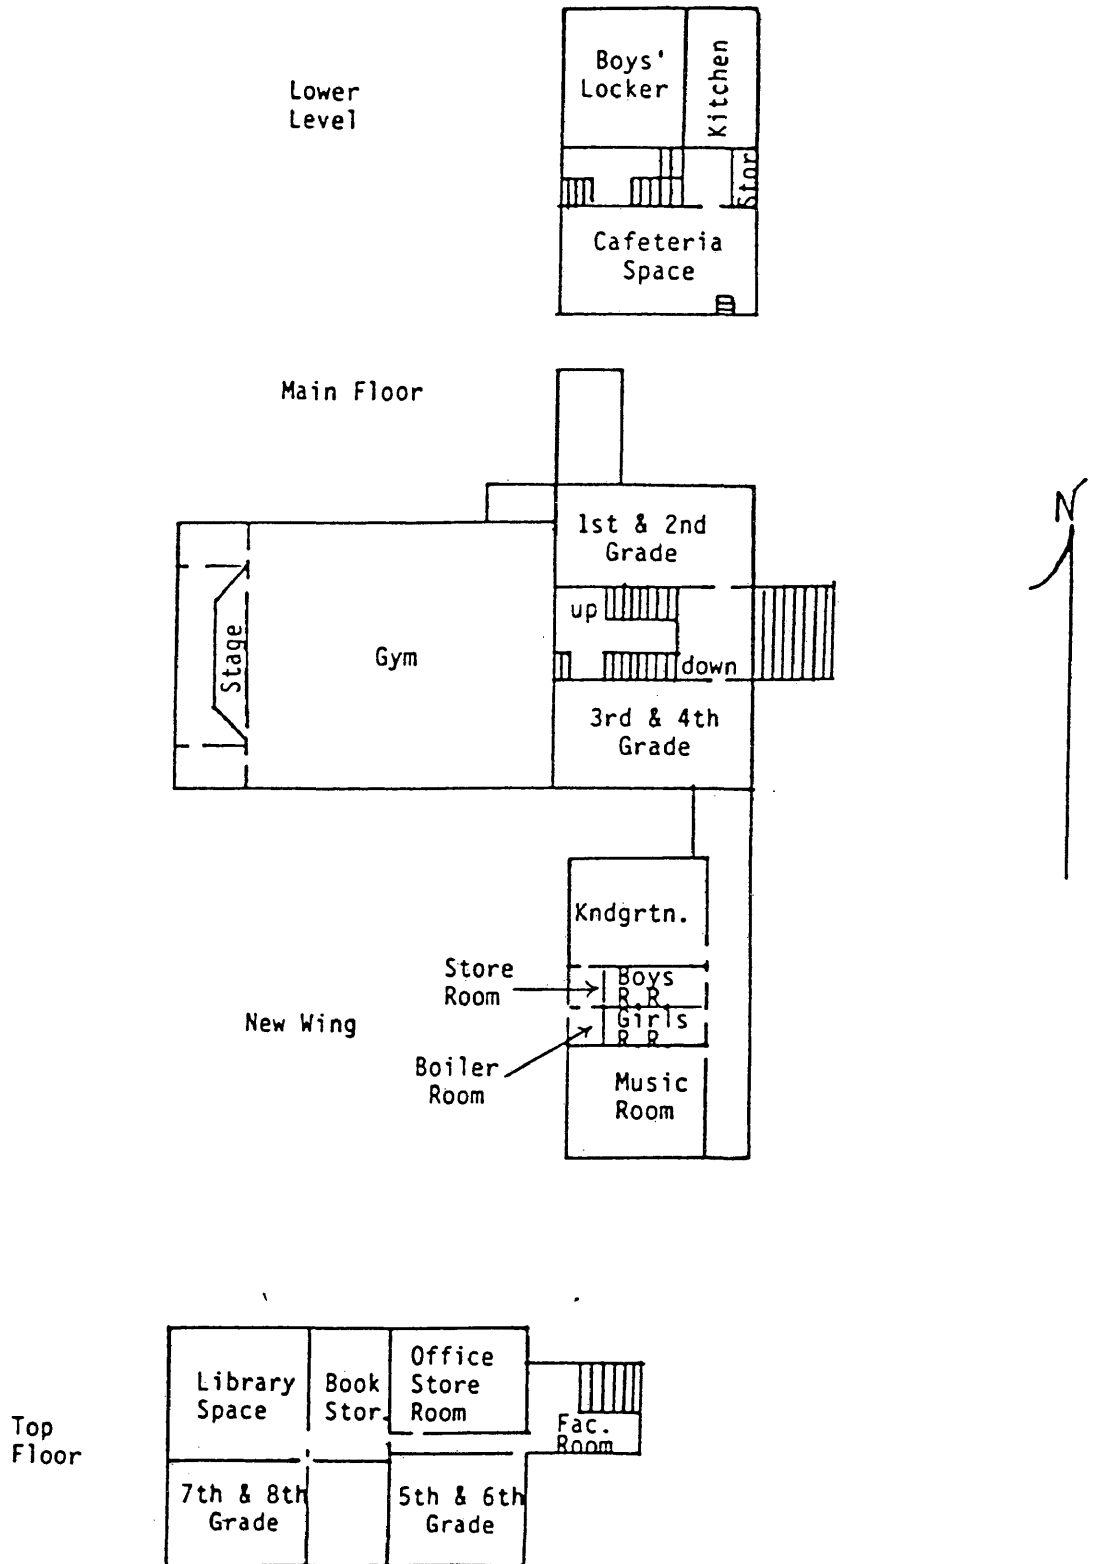 Lower
Level
Boys'
Locker
Kitchen
Stor
Cafeteria
Space
Main Floor
N
1st & 2nd
Grade
up
Stage
Gym
down
3rd & 4th
Grade
Kndgrtn.
Store
Room
Boys
R.R.
New Wing
Girls
R.R.
Boiler
Room
Music
Room
Top
Floor
Library
Space
Book
Stor.
Office
Store
Room
Fac.
Room
7th & 8th
Grade
5th & 6th
Grade